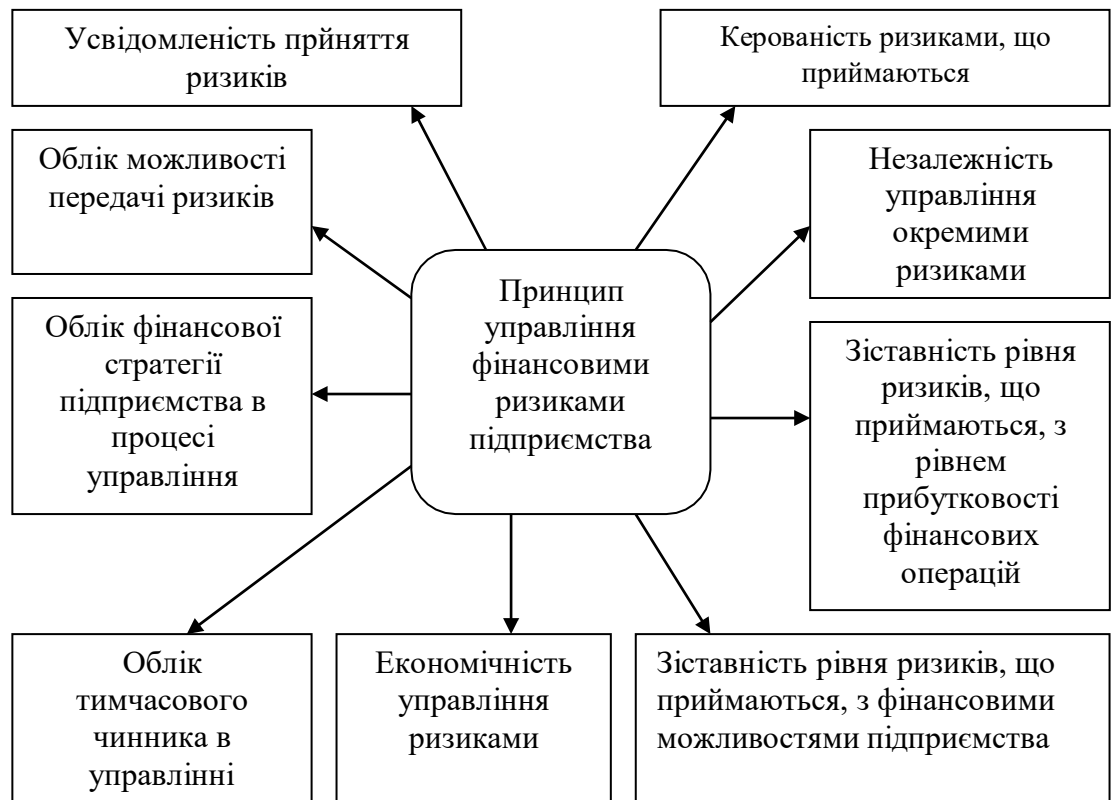 Усвідомленість прйняття
ризиків
Керованість ризиками, що
приймаються
Облік можливості
передачі ризиків
Незалежність
управління
окремими
ризиками
Принцип
управління
фінансовими
ризиками
підприємства
Облік фінансової
стратегії
підприємства в
процесі
управління
Зіставність рівня
ризиків, що
приймаються, з
рівнем
прибутковості
фінансових
операцій
Облік
тимчасового
чинника в
управлінні
Економічність
управління
ризиками
Зіставність рівня ризиків, що
приймаються, з фінансовими
можливостями підприємства